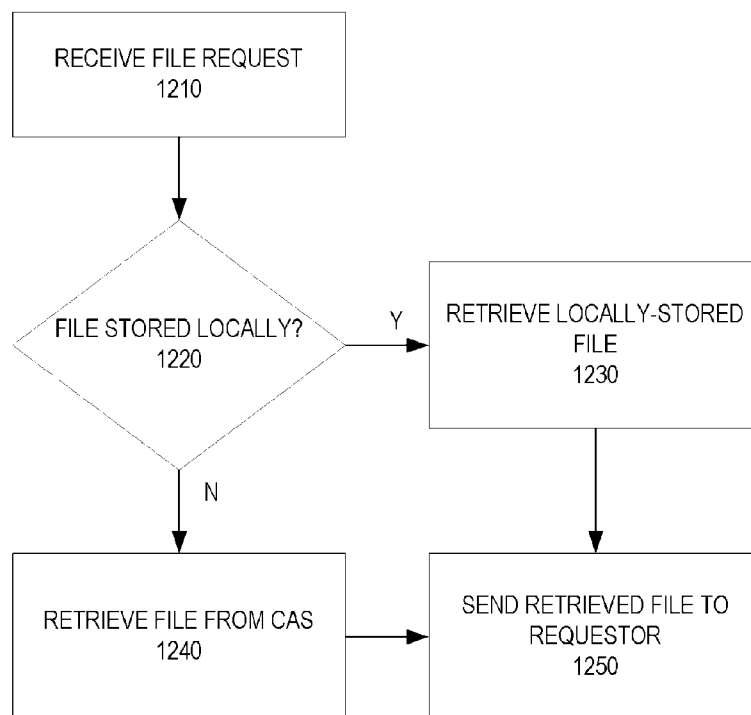 RECEIVE FILE REQUEST
1210
FILE STORED LOCALLY?
1220
Y
RETRIEVE LOCALLY-STORED
FILE
1230
N
RETRIEVE FILE FROM CAS
1240
SEND RETRIEVED FILE TO
REQUESTOR
1250